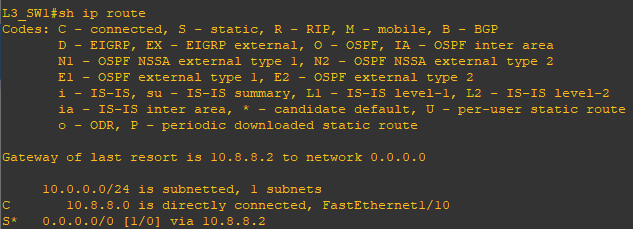 L3_SW1#sh ip route
Codes: C - connected, S - static, R - RIP, M - mobile, B - BGP
D - EIGRP, EX - EIGRP external, O - OSPF, IA - OSPF inter area
N1 - OSPF NSSA external type 1, N2 - OSPF NSSA external type 2
E1 - OSPF external type 1, E2 - OSPF external type 2
i - IS-IS, su - IS-IS summary, L1 - IS-IS level-1, L2 - IS-IS level-2
ia - IS-IS inter area, * - candidate default, U - per-user static route
o - ODR, P - periodic downloaded static route
Gateway of last resort is 10.8.8.2 to network 0.0.0.0
10.0.0.0/24 is subnetted, 1 subnets
C 10.8.8.0 is directly connected, FastEthernet1/10
S* 0.0.0.0/0 [1/0] via 10.8.8.2